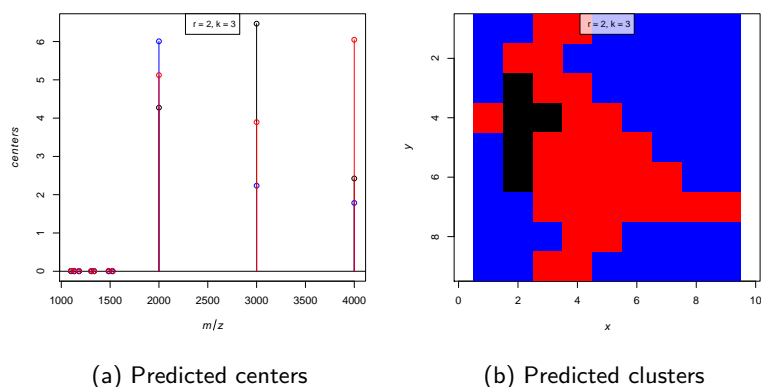 r = 2, k = 3
centers
0 1 2 3 4 5 6
1000 1500 2000 2500 3000 3500 4000
m/z
r = 2, k = 3
y
2 4 6 8
0 2 4 6 8 10
x
(a) Predicted centers
(b) Predicted clusters